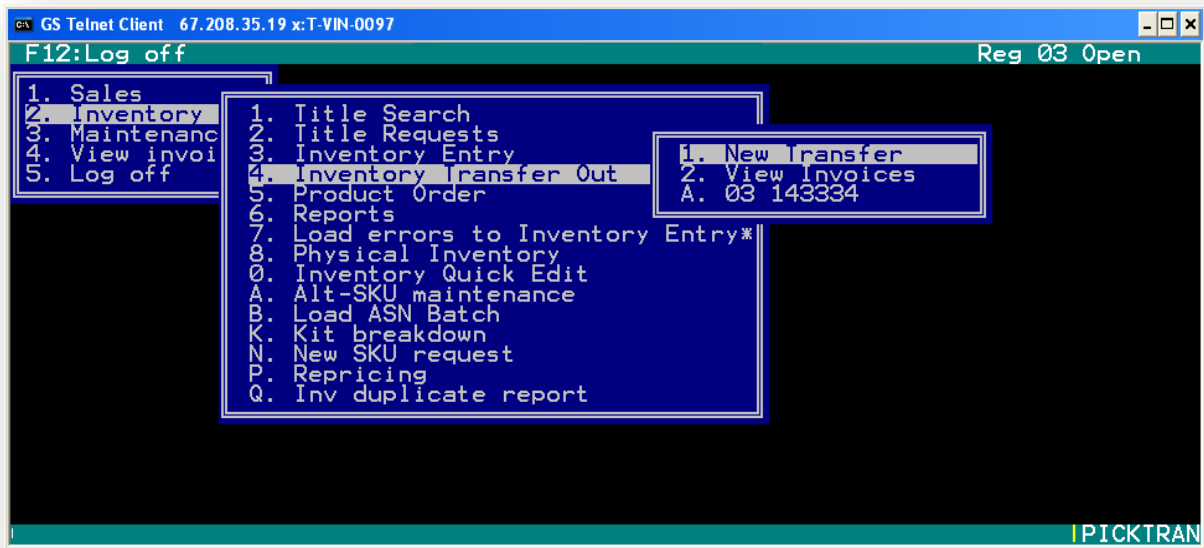 GS Telnet Client 67.208.35.19 x:T-VIN-0097
F12:Log off Reg 03 Open
1. Sales
2. Inventory
3. Maintenanc
4. View invoi
5. Log off
1. Title Search
2. Title Requests
3. Inventory Entry
4. Inventory Transfer Out
5. Product Order
6. Reports
7. Load errors to Inventory Entry*
8. Physical Inventory
0. Inventory Quick Edit
A. Alt-SKU maintenance
B. Load ASN Batch
K. Kit breakdown
N. New SKU request
P. Repricing
Q. Inv duplicate report
1. New Transfer
2. View Invoices
A. 03 143334
PICKTRAN